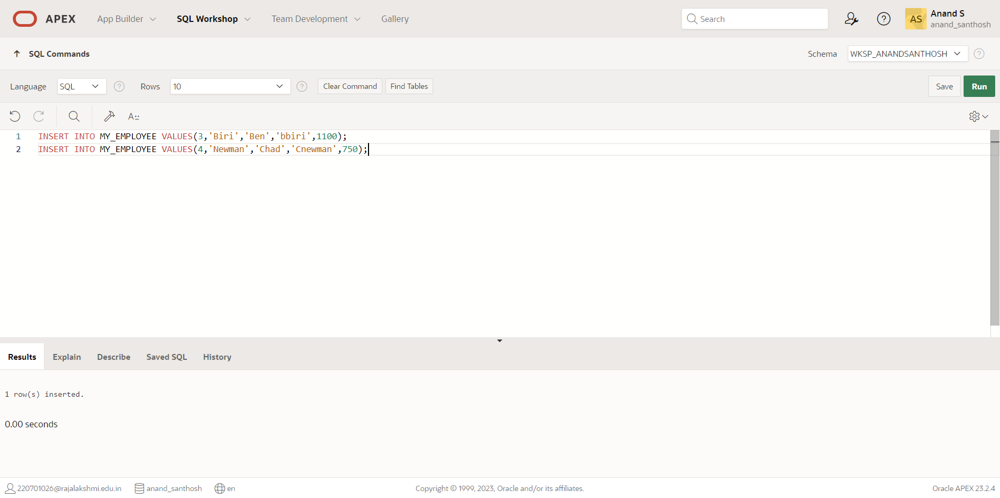 APEX App Builder SQL Workshop Team Development Gallery Search ? AS Anand S
anand_santhosh
SQL Commands Schema WKSP_ANANDSANTHOSH ?
Language SQL ? Rows 10 ? Clear Command Find Tables Save Run
A::
1 INSERT INTO MY_EMPLOYEE VALUES(3,'Biri','Ben','bbiri',1100);
2 INSERT INTO MY_EMPLOYEE VALUES(4,'Newman','Chad','Cnewman',750);
Results Explain Describe Saved SQL History
1 row(s) inserted.
0.00 seconds
220701026@rajalakshmi.edu.in anand_santhosh en Copyright © 1999, 2023, Oracle and/or its affiliates. Oracle APEX 23.2.4